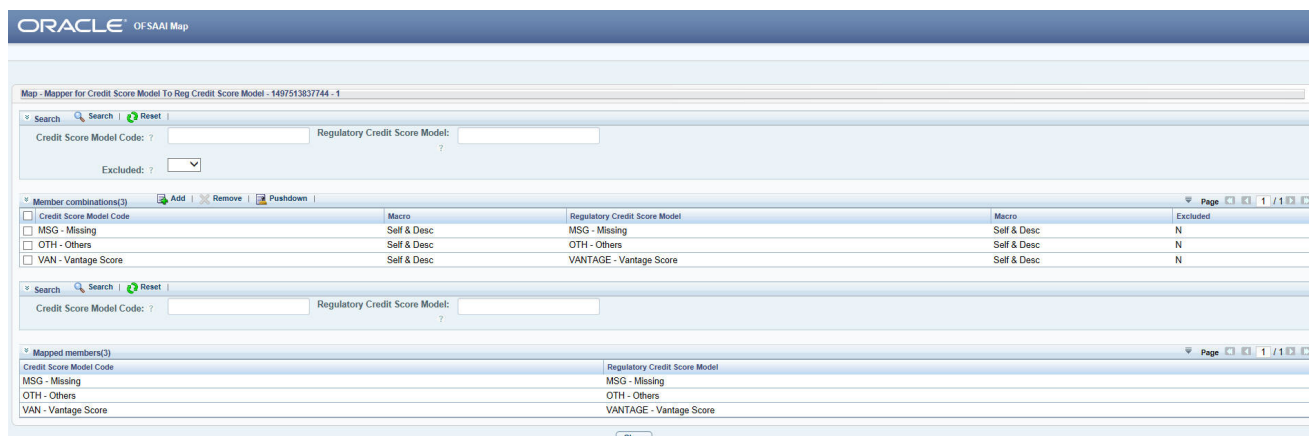 ORACLE OFSAAI Map
Map - Mapper for Credit Score Model To Reg Credit Score Model - 1497513837744 - 1
Search Search | Reset |
Credit Score Model Code: ? Regulatory Credit Score Model: ?
Excluded: ?
Member combinations(3) Add | Remove | Pushdown | Page 1 / 1
Credit Score Model Code Macro Regulatory Credit Score Model Macro Excluded
MSG - Missing Self & Desc MSG - Missing Self & Desc N
OTH - Others Self & Desc OTH - Others Self & Desc N
VAN - Vantage Score Self & Desc VANTAGE - Vantage Score Self & Desc N
Search Search | Reset |
Credit Score Model Code: ? Regulatory Credit Score Model: ?
Mapped members(3) Page 1 / 1
Credit Score Model Code Regulatory Credit Score Model
MSG - Missing MSG - Missing
OTH - Others OTH - Others
VAN - Vantage Score VANTAGE - Vantage Score